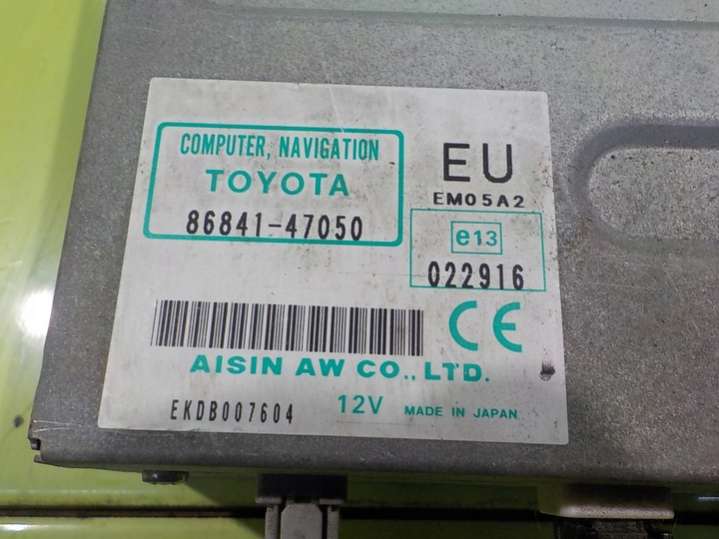 COMPUTER, NAVIGATION
TOYOTA
86841-47050
EU
EM05A2
e13
022916
CE
AISIN AW CO., LTD.
EKDB007604
12V
MADE IN JAPAN